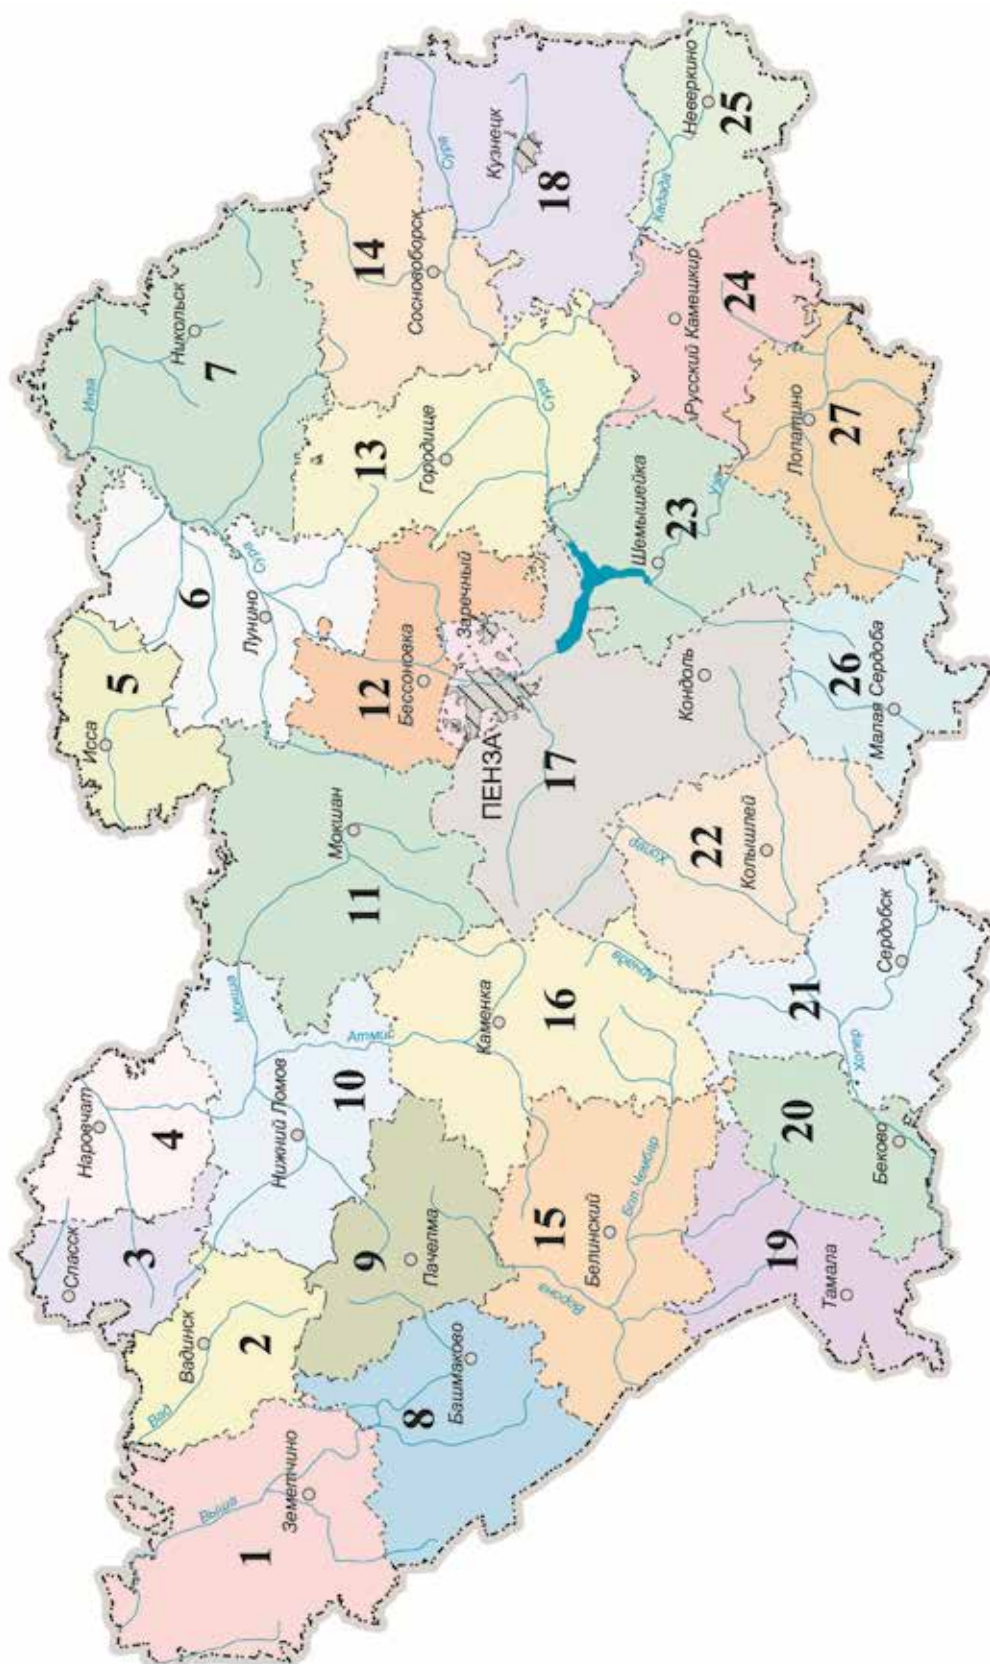 1
Земетчино
Выша
2
Вадинск
Вад
3
Спасск
4
Наровчат
5
Исса
6
Лунино
Сура
7
Никольск
Инза
8
Башмаково
9
Пачелма
10
Нижний Ломов
Мокша
Атмис
11
Мокшан
12
Бессоновка
Заречный
ПЕНЗА
13
Городище
Сура
14
Сосновоборск
15
Белинский
Ворона
Бол.Чембар
16
Каменка
Арчада
17
Кондоль
18
Кузнецк
Сура
19
Тамала
20
Беково
21
Сердобск
Хопер
22
Колышлей
Хопер
23
Шемышейка
Уза
24
Русский Камешкир
25
Неверкино
Кадада
26
Малая Сердоба
27
Лопатино